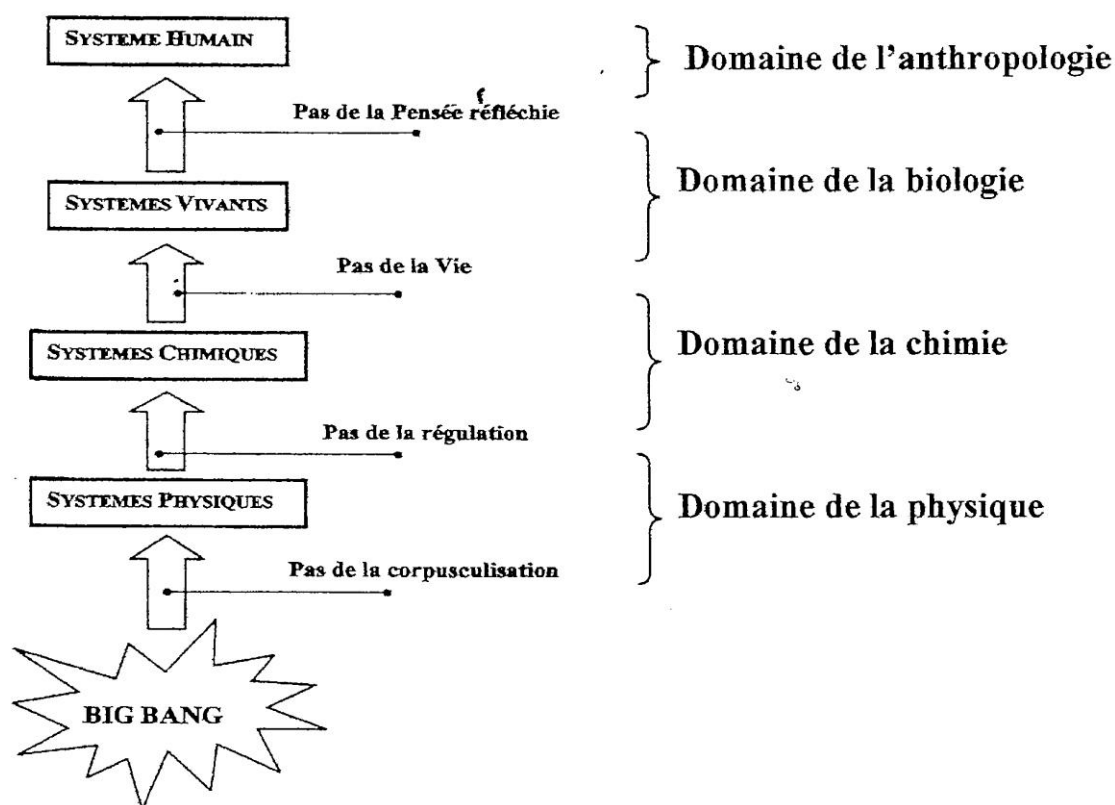 SYSTEME HUMAIN
Domaine de l'anthropologie
Pas de la Pensée réfléchie
SYSTEMES VIVANTS
Domaine de la biologie
Pas de la Vie
SYSTEMES CHIMIQUES
Domaine de la chimie
Pas de la régulation
SYSTEMES PHYSIQUES
Domaine de la physique
Pas de la corpusculisation
BIG BANG